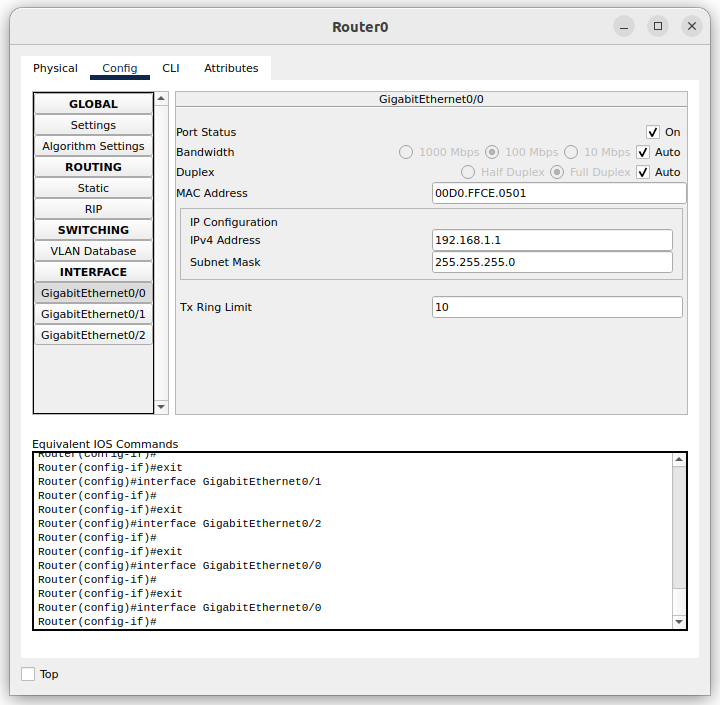 Router0
Physical Config CLI Attributes
GLOBAL
Settings
Algorithm Settings
ROUTING
Static
RIP
SWITCHING
VLAN Database
INTERFACE
GigabitEthernet0/0
GigabitEthernet0/1
GigabitEthernet0/2
GigabitEthernet0/0
Port Status On
Bandwidth 1000 Mbps 100 Mbps 10 Mbps Auto
Duplex Half Duplex Full Duplex Auto
MAC Address 00D0.FFCE.0501
IP Configuration
IPv4 Address 192.168.1.1
Subnet Mask 255.255.255.0
Tx Ring Limit 10
Equivalent IOS Commands
Router(config-if)#
Router(config-if)#exit
Router(config)#interface GigabitEthernet0/1
Router(config-if)#
Router(config-if)#exit
Router(config)#interface GigabitEthernet0/2
Router(config-if)#
Router(config-if)#exit
Router(config)#interface GigabitEthernet0/0
Router(config-if)#
Router(config-if)#exit
Router(config)#interface GigabitEthernet0/0
Router(config-if)#
Top